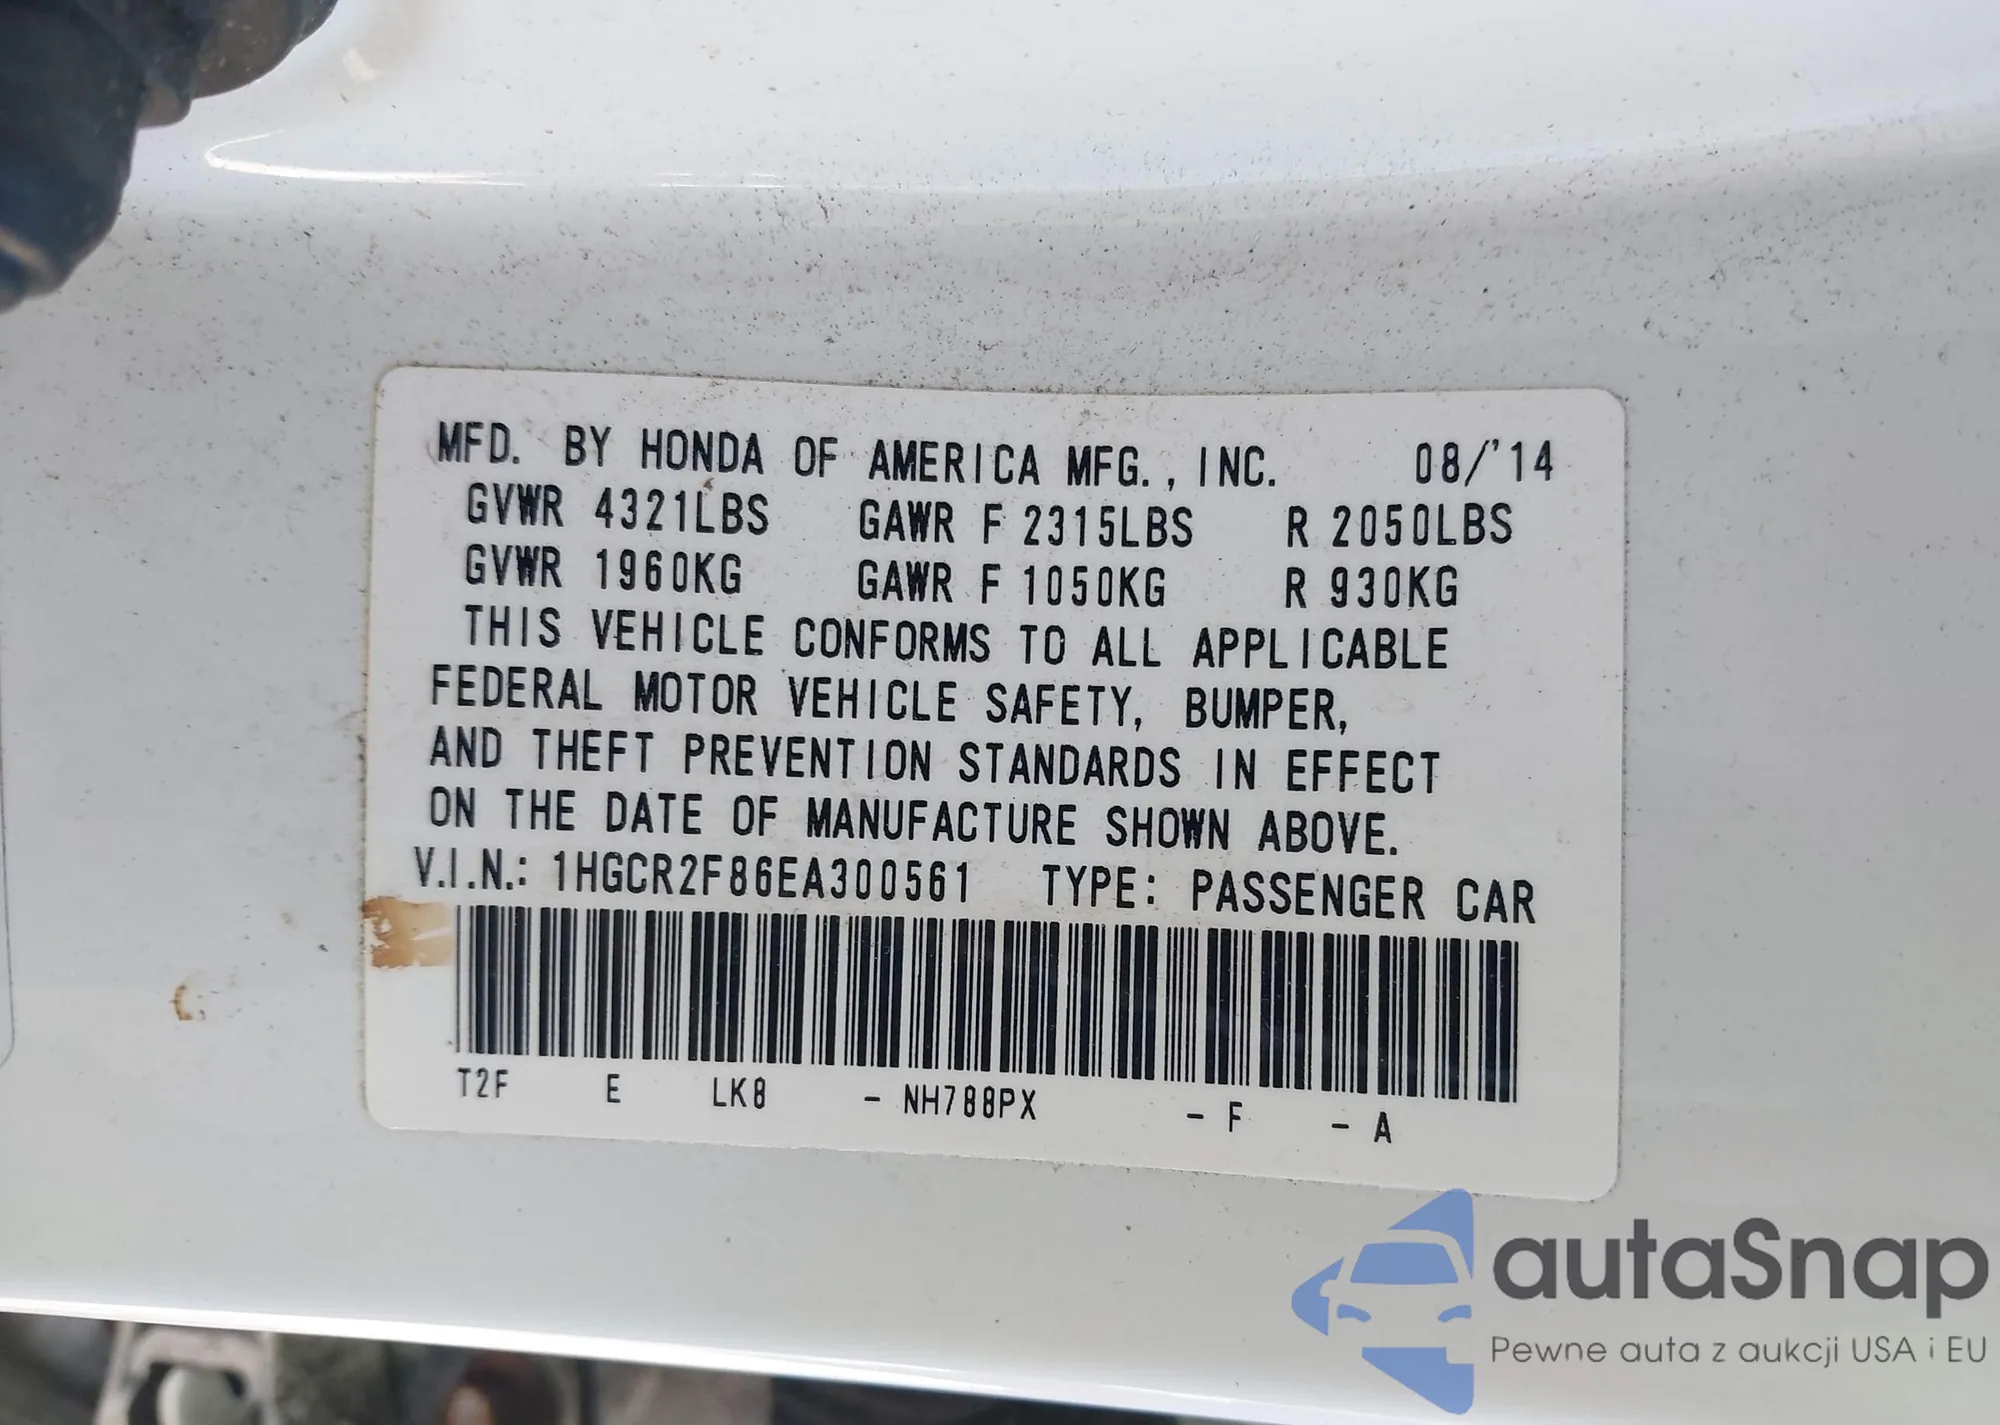 MFD. BY HONDA OF AMERICA MFG., INC. 08/'14
GVWR 4321LBS GAWR F 2315LBS R 2050LBS
GVWR 1960KG GAWR F 1050KG R 930KG
THIS VEHICLE CONFORMS TO ALL APPLICABLE
FEDERAL MOTOR VEHICLE SAFETY, BUMPER,
AND THEFT PREVENTION STANDARDS IN EFFECT
ON THE DATE OF MANUFACTURE SHOWN ABOVE.
V.I.N.: 1HGCR2F86EA300561 TYPE: PASSENGER CAR
T2F E LK8 - NH788PX - F - A
autaSnap
Pewne auta z aukcji USA i EU